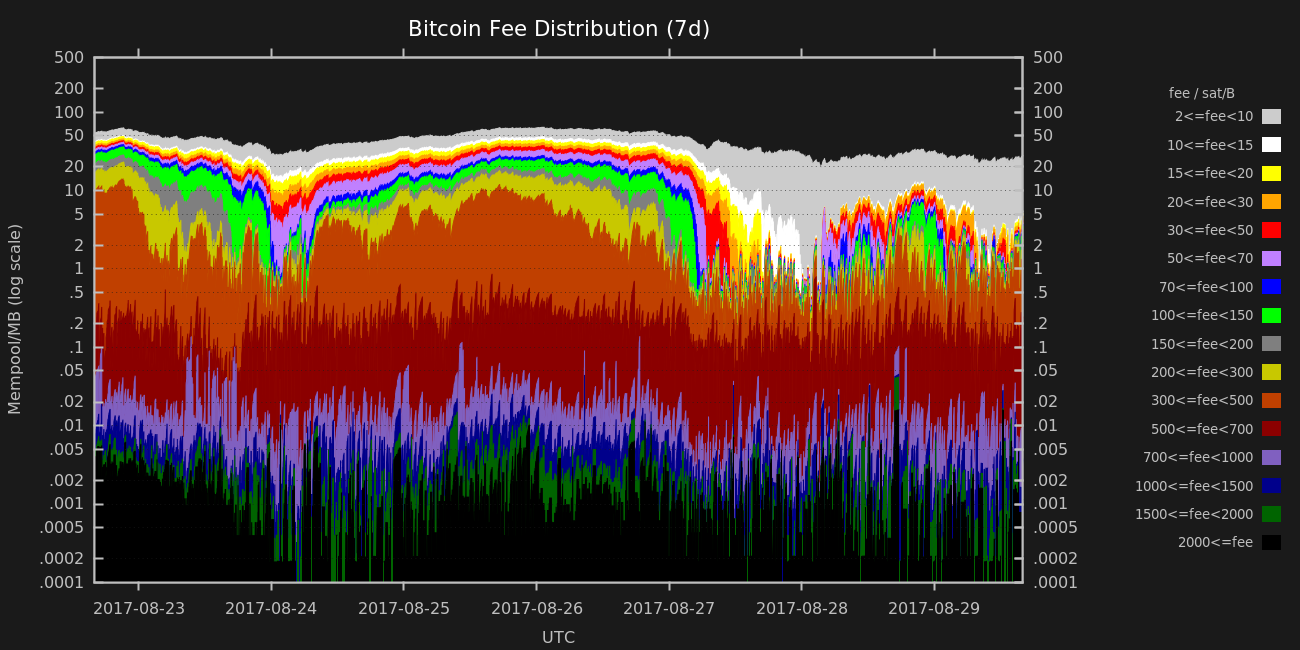 Bitcoin Fee Distribution (7d)
500
200
100
50
20
10
5
2
1
.5
.2
.1
.05
.02
.01
.005
.002
.001
.0005
.0002
.0001
Mempool/MB (log scale)
500
200
100
50
20
10
5
2
1
.5
.2
.1
.05
.02
.01
.005
.002
.001
.0005
.0002
.0001
2017-08-23 2017-08-24 2017-08-25 2017-08-26 2017-08-27 2017-08-28 2017-08-29
UTC
fee / sat/B
2<=fee<10
10<=fee<15
15<=fee<20
20<=fee<30
30<=fee<50
50<=fee<70
70<=fee<100
100<=fee<150
150<=fee<200
200<=fee<300
300<=fee<500
500<=fee<700
700<=fee<1000
1000<=fee<1500
1500<=fee<2000
2000<=fee